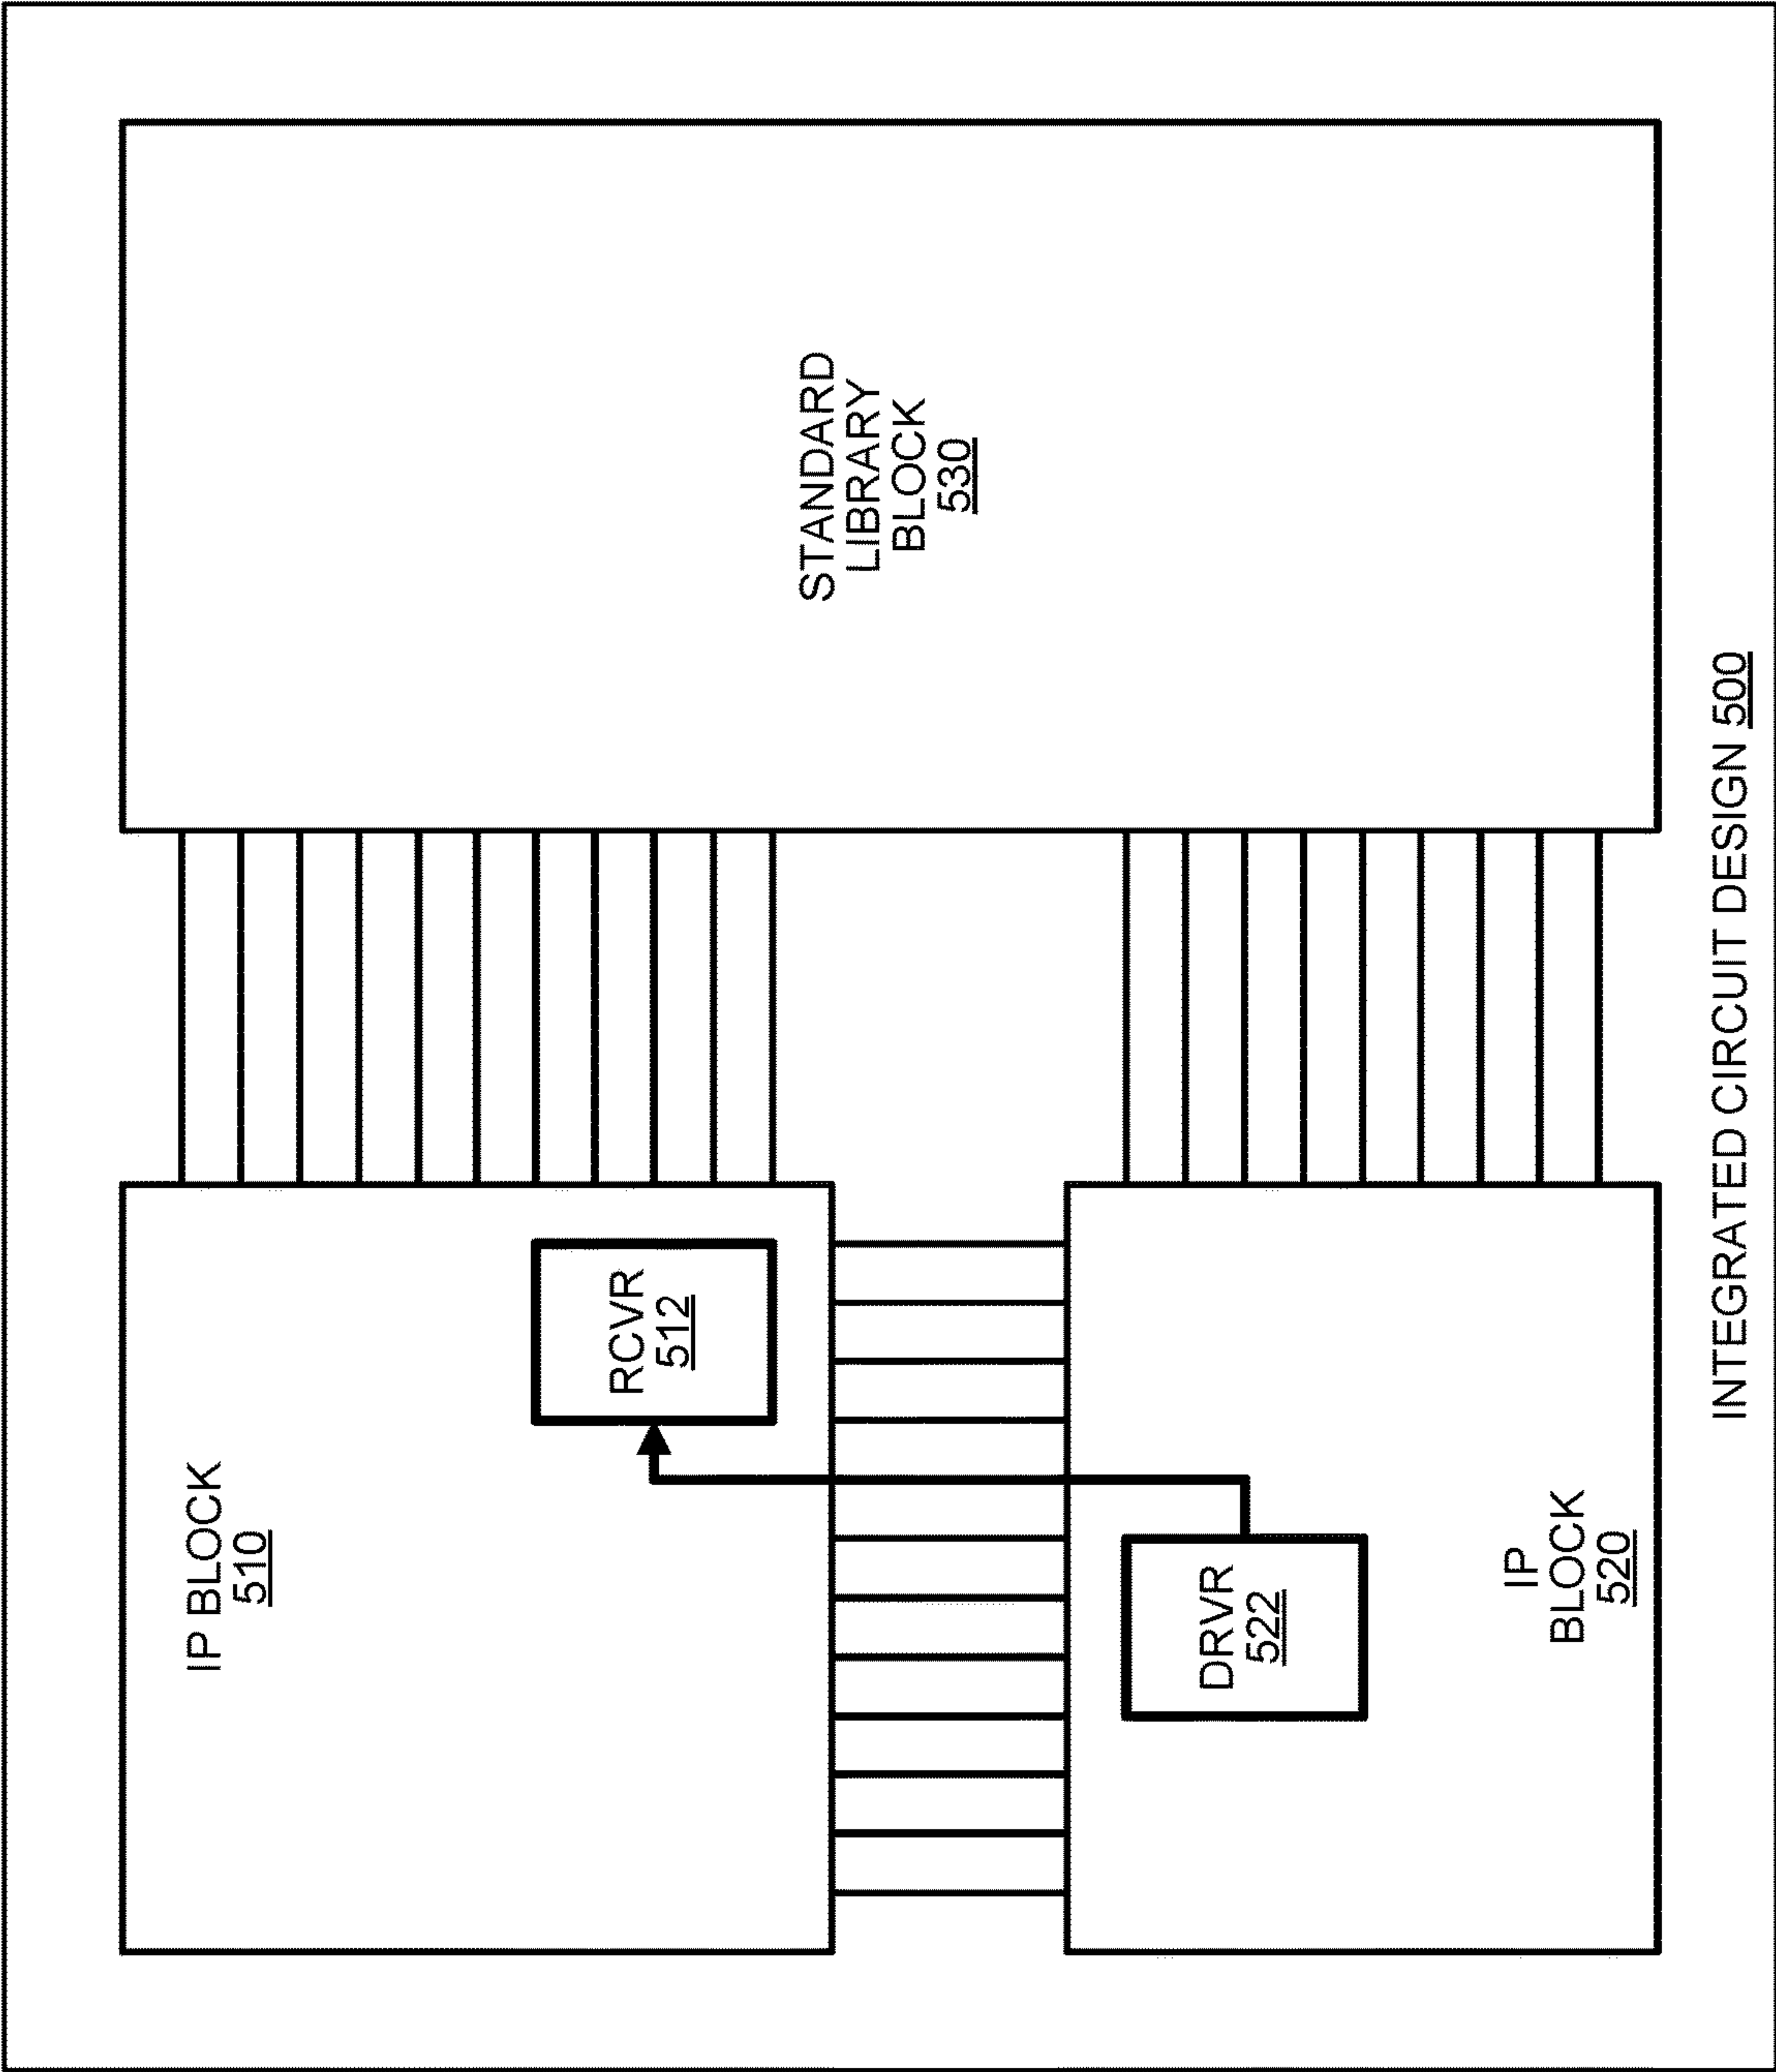 IP BLOCK
510
RCVR
512
STANDARD
LIBRARY
BLOCK
530
DRVR
522
IP
BLOCK
520
INTEGRATED CIRCUIT DESIGN 500